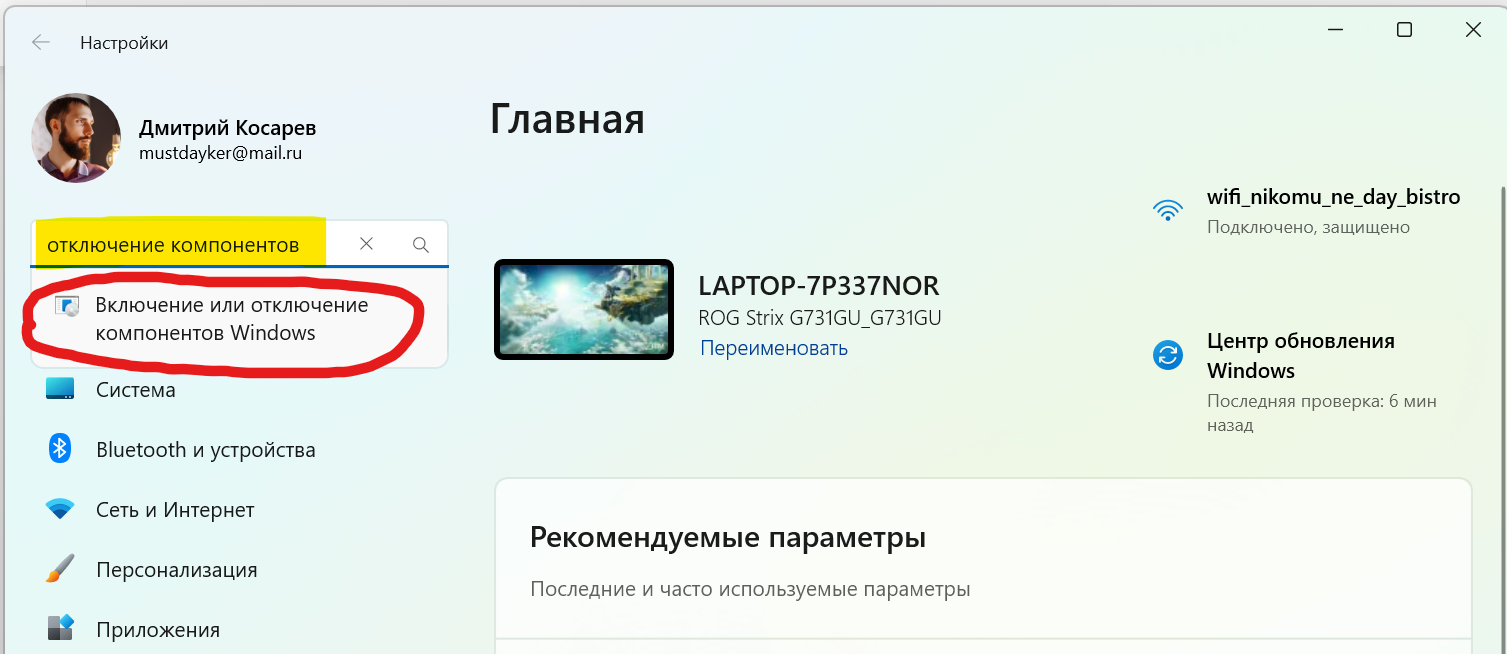 Настройки
Дмитрий Косарев
mustdayker@mail.ru
отключение компонентов
Включение или отключение
компонентов Windows
Система
Bluetooth и устройства
Сеть и Интернет
Персонализация
Приложения
Главная
LAPTOP-7P337NOR
ROG Strix G731GU_G731GU
Переименовать
wifi_nikomu_ne_day_bistro
Подключено, защищено
Центр обновления
Windows
Последняя проверка: 6 мин
назад
Рекомендуемые параметры
Последние и часто используемые параметры